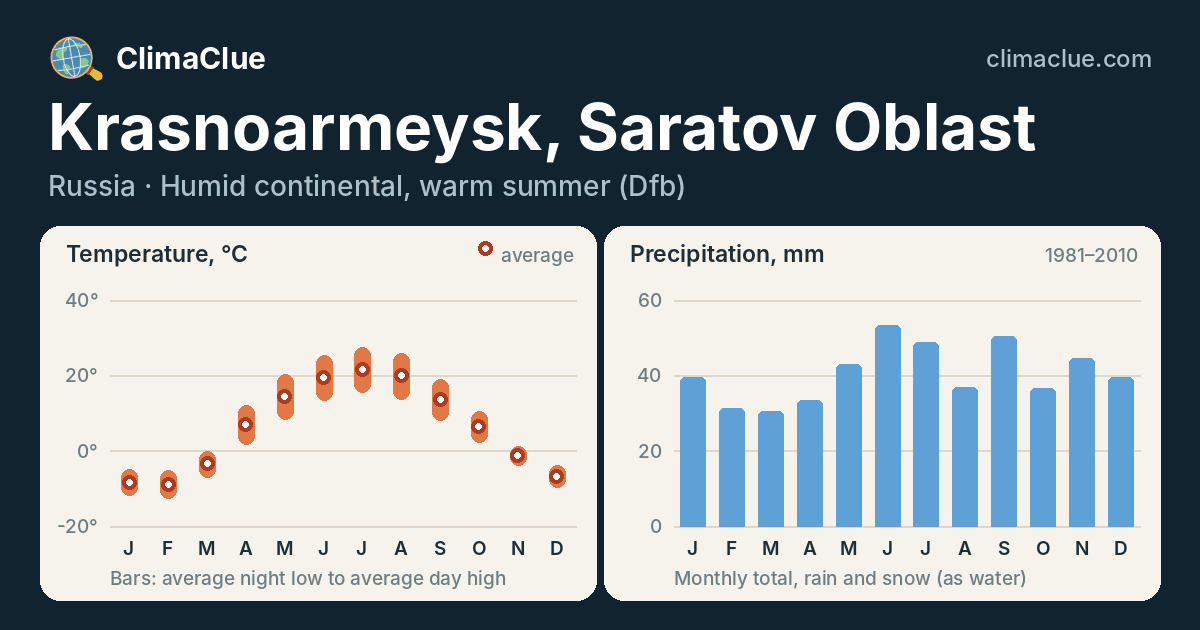 ClimaClue
climaclue.com
Krasnoarmeysk, Saratov Oblast
Russia · Humid continental, warm summer (Dfb)
Temperature, °C
average
40°
20°
0°
-20°
J F M A M J J A S O N D
Bars: average night low to average day high
Precipitation, mm
1981–2010
60
40
20
0
J F M A M J J A S O N D
Monthly total, rain and snow (as water)